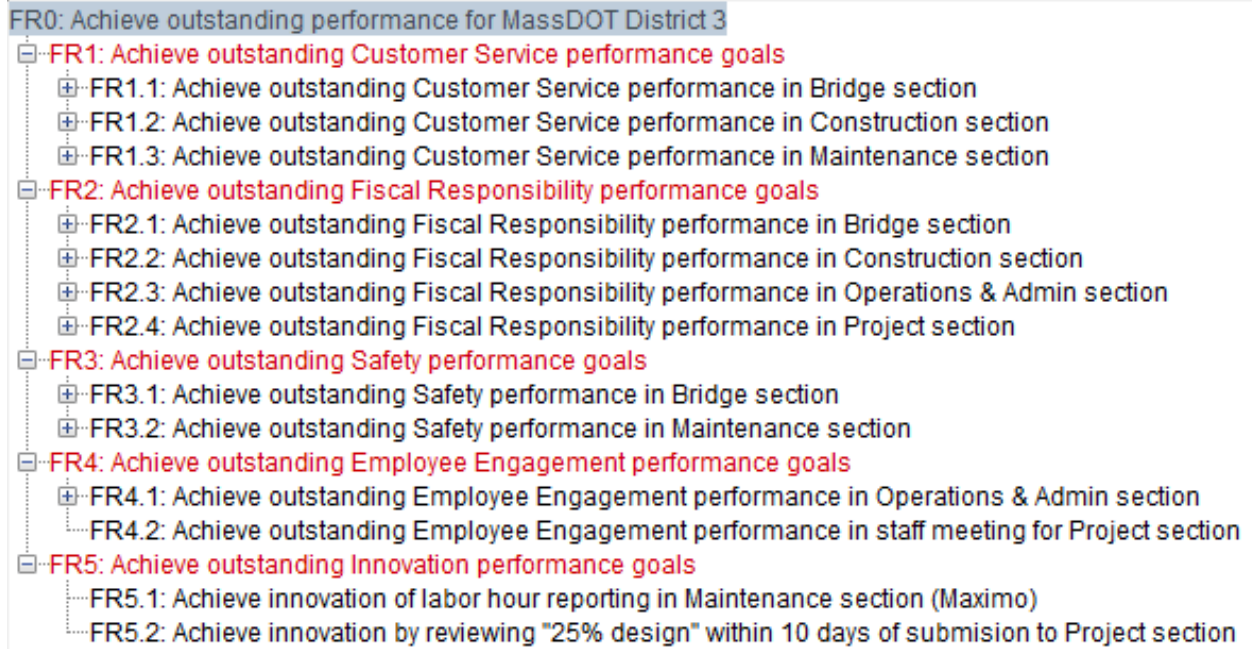 FR0: Achieve outstanding performance for MassDOT District 3
FR1: Achieve outstanding Customer Service performance goals
FR1.1: Achieve outstanding Customer Service performance in Bridge section
FR1.2: Achieve outstanding Customer Service performance in Construction section
FR1.3: Achieve outstanding Customer Service performance in Maintenance section
FR2: Achieve outstanding Fiscal Responsibility performance goals
FR2.1: Achieve outstanding Fiscal Responsibility performance in Bridge section
FR2.2: Achieve outstanding Fiscal Responsibility performance in Construction section
FR2.3: Achieve outstanding Fiscal Responsibility performance in Operations & Admin section
FR2.4: Achieve outstanding Fiscal Responsibility performance in Project section
FR3: Achieve outstanding Safety performance goals
FR3.1: Achieve outstanding Safety performance in Bridge section
FR3.2: Achieve outstanding Safety performance in Maintenance section
FR4: Achieve outstanding Employee Engagement performance goals
FR4.1: Achieve outstanding Employee Engagement performance in Operations & Admin section
FR4.2: Achieve outstanding Employee Engagement performance in staff meeting for Project section
FR5: Achieve outstanding Innovation performance goals
FR5.1: Achieve innovation of labor hour reporting in Maintenance section (Maximo)
FR5.2: Achieve innovation by reviewing "25% design" within 10 days of submision to Project section